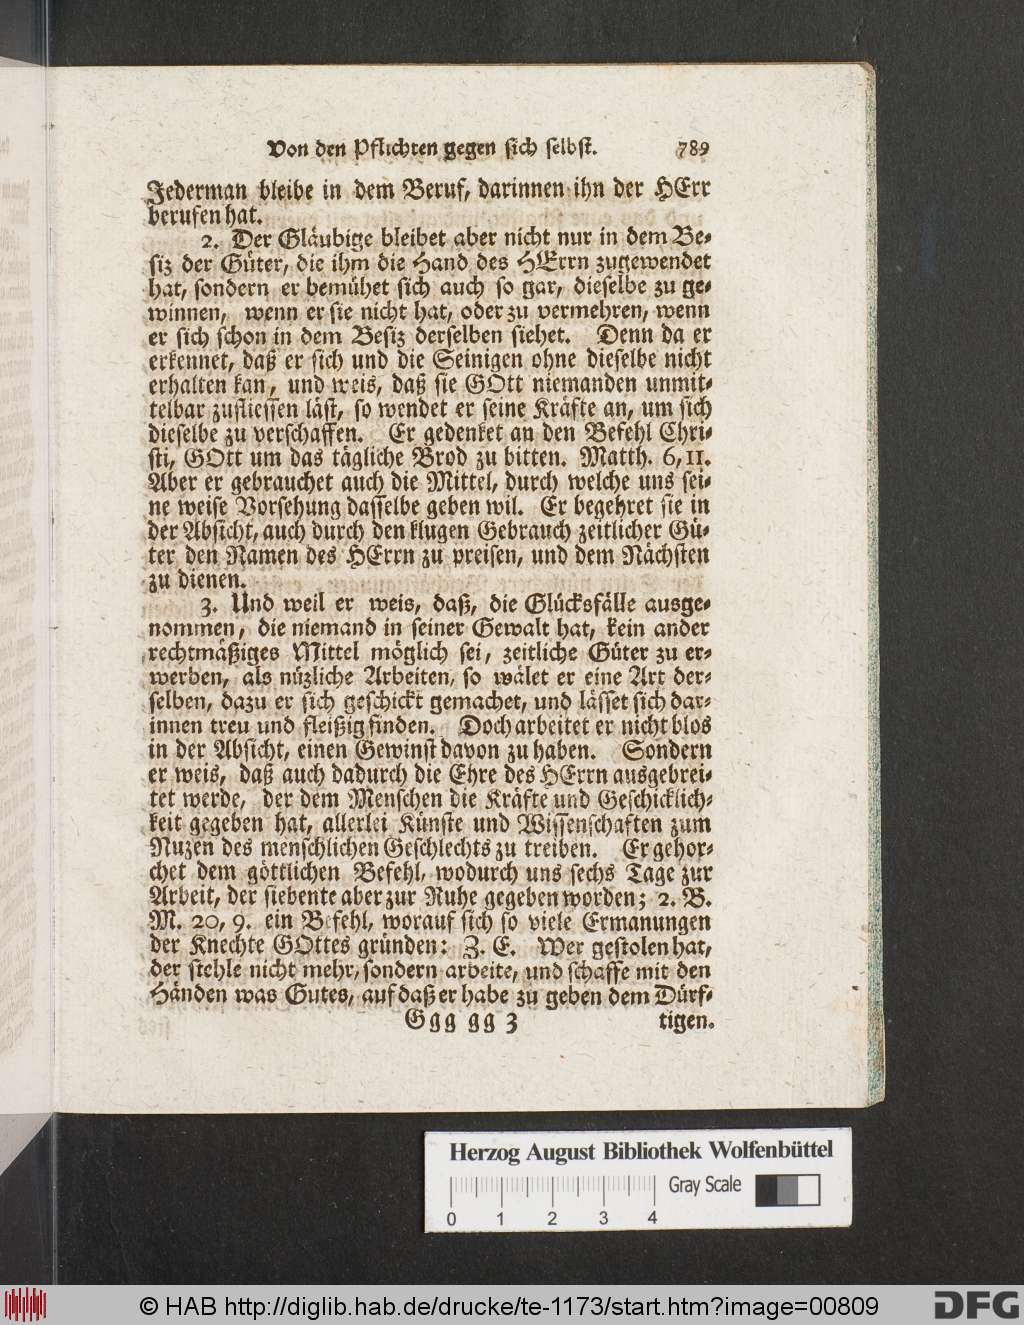 Von den Pflichten gegen sich selbst. 789
Jederman bleibe in dem Beruf, darinnen ihn der HErr
berufen hat.
2. Der Gläubige bleibet aber nicht nur in dem Be-
siz der Güter, die ihm die Hand des HErrn zugewendet
hat, sondern er bemühet sich auch so gar, dieselbe zu ge-
winnen, wenn er sie nicht hat, oder zu vermehren, wenn
er sich schon in dem Besiz derselben siehet. Denn da er
erkennet, daß er sich und die Seinigen ohne dieselbe nicht
erhalten kan, und weis, daß sie GOtt niemanden unmit-
telbar zufliessen läst, so wendet er seine Kräfte an, um sich
dieselbe zu verschaffen. Er gedenket an den Befehl Chri-
sti, GOtt um das tägliche Brod zu bitten. Matth. 6, 11.
Aber er gebrauchet auch die Mittel, durch welche uns sei-
ne weise Vorsehung dasselbe geben wil. Er begehret sie in
der Absicht, auch durch den klugen Gebrauch zeitlicher Gü-
ter den Namen des HErrn zu preisen, und dem Nächsten
zu dienen.
3. Und weil er weis, daß, die Glücksfälle ausge-
nommen, die niemand in seiner Gewalt hat, kein ander
rechtmäßiges Mittel möglich sei, zeitliche Güter zu er-
werben, als nüzliche Arbeiten, so wälet er eine Art der-
selben, dazu er sich geschickt gemachet, und lässet sich dar-
innen treu und fleißig finden. Doch arbeitet er nicht blos
in der Absicht, einen Gewinst davon zu haben. Sondern
er weis, daß auch dadurch die Ehre des HErrn ausgebrei-
tet werde, der dem Menschen die Kräfte und Geschicklich-
keit gegeben hat, allerlei Künste und Wissenschaften zum
Nuzen des menschlichen Geschlechts zu treiben. Er gehor-
chet dem göttlichen Befehl, wodurch uns sechs Tage zur
Arbeit, der siebente aber zur Ruhe gegeben worden; 2. B.
M. 20, 9. ein Befehl, worauf sich so viele Ermanungen
der Knechte GOttes gründen: Z. E. Wer gestolen hat,
der stehle nicht mehr, sondern arbeite, und schaffe mit den
Händen was Gutes, auf daß er habe zu geben dem Dürf-
Ggg gg 3 tigen.
Herzog August Bibliothek Wolfenbüttel
Gray Scale
0 1 2 3 4
© HAB http://diglib.hab.de/drucke/te-1173/start.htm?image=00809
DFG